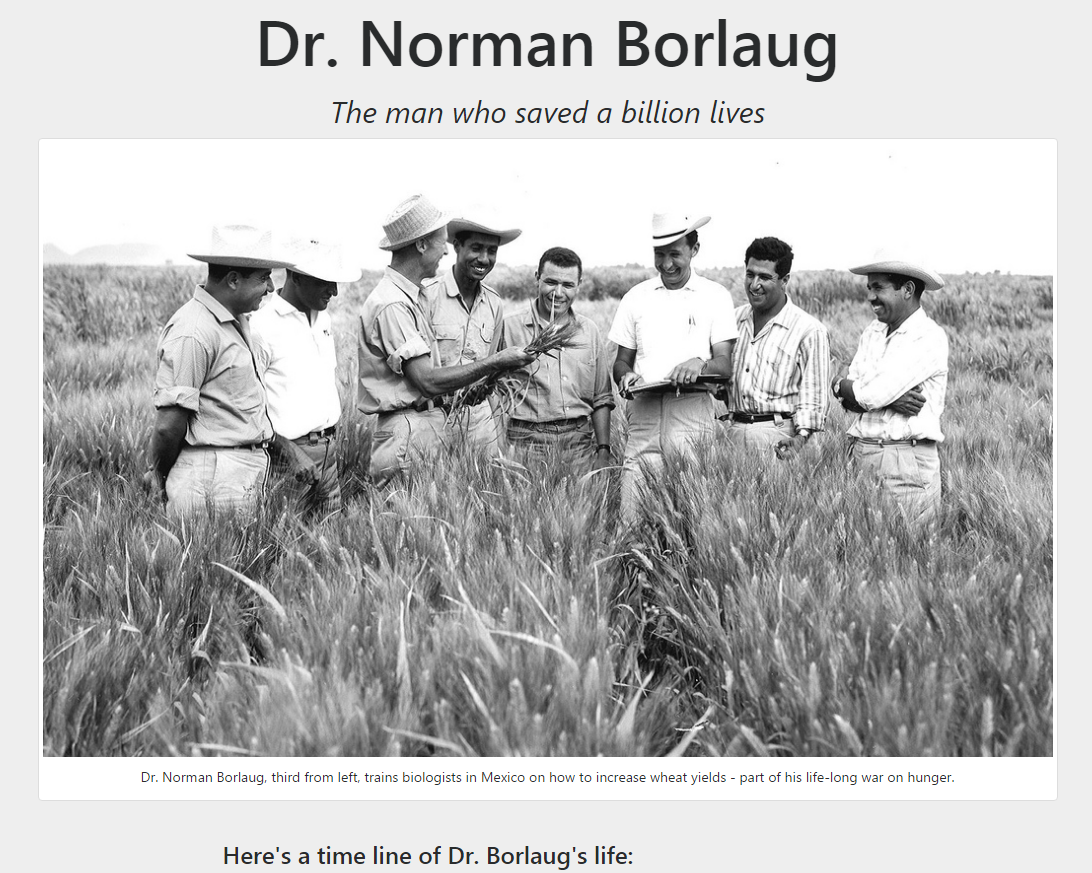 Dr. Norman Borlaug
The man who saved a billion lives
Dr. Norman Borlaug, third from left, trains biologists in Mexico on how to increase wheat yields - part of his life-long war on hunger.
Here's a time line of Dr. Borlaug's life: